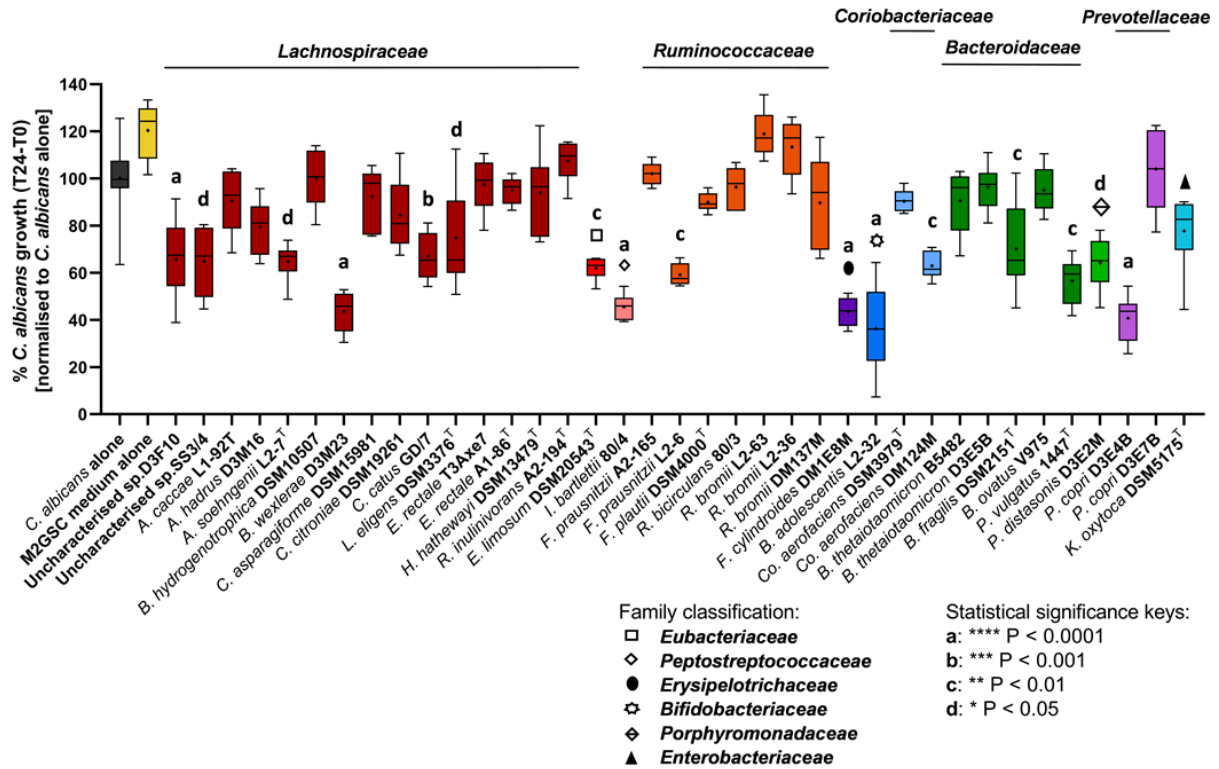 Coriobacteriaceae Prevotellaceae
Lachnospiraceae Ruminococcaceae Bacteroidaceae
% C. albicans growth (T24-T0)
[normalised to C. albicans alone]
140
120
100
80
60
40
20
0
a
d
d
a
b
d
c
a
c
a
a
c
c
c
d
a
C. albicans alone
M2GSC medium alone
Uncharacterised sp.D3F10
Uncharacterised sp.SS3/4
A. caccae L1-92T
A. hadrus D3M16
A. soehngenii L2-7T
B. hydrogenotrophica DSM10507
B. wexlerae D3M23
C. asparagiforme DSM15981
C. citroniae DSM19261
C. catus GD/7
L. eligens DSM3376T
E. rectale T3Axe7
E. rectale A1-86T
H. hathewayi DSM13479T
R. inulinivorans A2-194T
E. limosum DSM20543T
I. bartlettii 80/4
F. prausnitzii A2-165
F. prausnitzii L2-6
F. plautii DSM4000T
R. bicirculans 80/3
R. bromii L2-63
R. bromii L2-36
R. bromii DSM137M
F. cylindroides DSM1E8M
B. adolescentis L2-32
Co. aerofaciens DSM3979T
Co. aerofaciens DSM124M
B. thetaiotaomicron B5482
B. thetaiotaomicron D3E5B
B. fragilis DSM2151T
B. ovatus V975
P. vulgatus 1447T
P. distasonis D3E2M
P. copri D3E4B
P. copri D3E7B
K. oxytoca DSM5175T
Family classification:
Eubacteriaceae
Peptostreptococcaceae
Erysipelotrichaceae
Bifidobacteriaceae
Porphyromonadaceae
Enterobacteriaceae
Statistical significance keys:
a: **** P < 0.0001
b: *** P < 0.001
c: ** P < 0.01
d: * P < 0.05